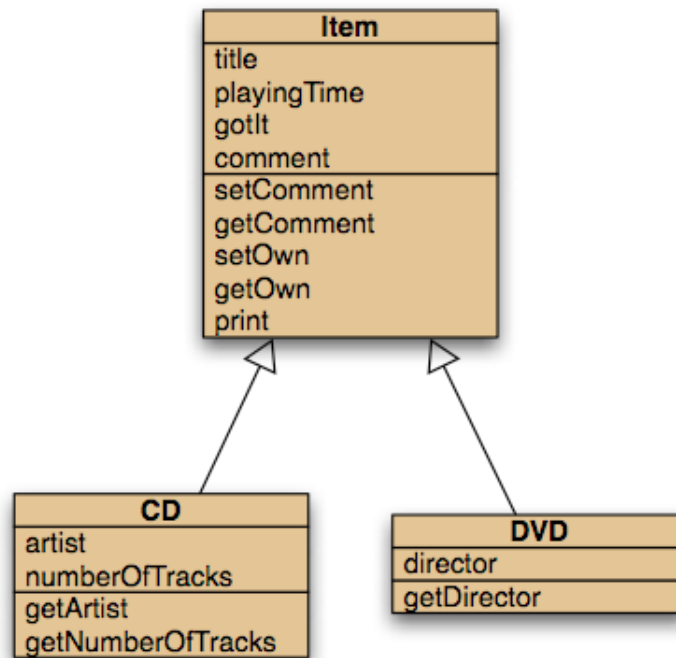 Item
title
playingTime
gotIt
comment
setComment
getComment
setOwn
getOwn
print
CD
artist
numberOfTracks
getArtist
getNumberOfTracks
DVD
director
getDirector